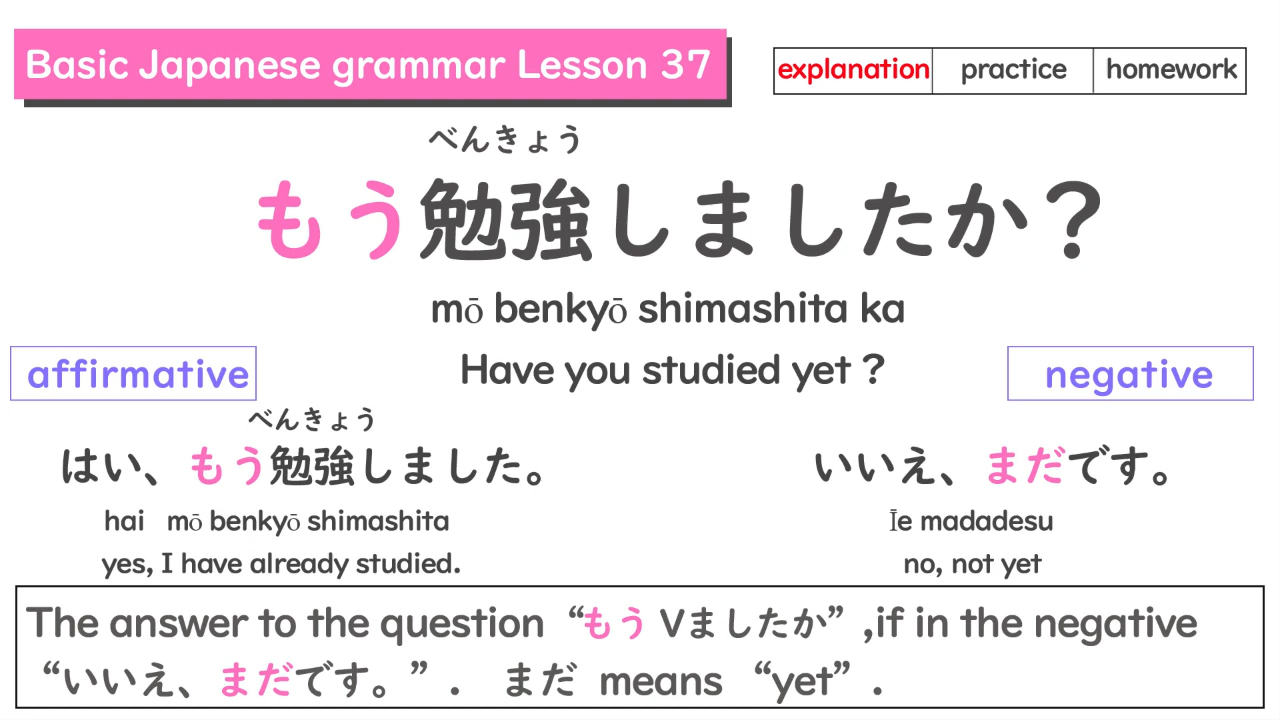 Basic Japanese grammar Lesson 37
explanation practice homework
べんきょう
もう勉強しましたか？
mō benkyō shimashita ka
Have you studied yet ?
affirmative
べんきょう
はい、もう勉強しました。
hai mō benkyō shimashita
yes, I have already studied.
negative
いいえ、まだです。
Īe madadesu
no, not yet
The answer to the question “もう Vましたか” ,if in the negative
“いいえ、まだです。” . まだ means “yet” .